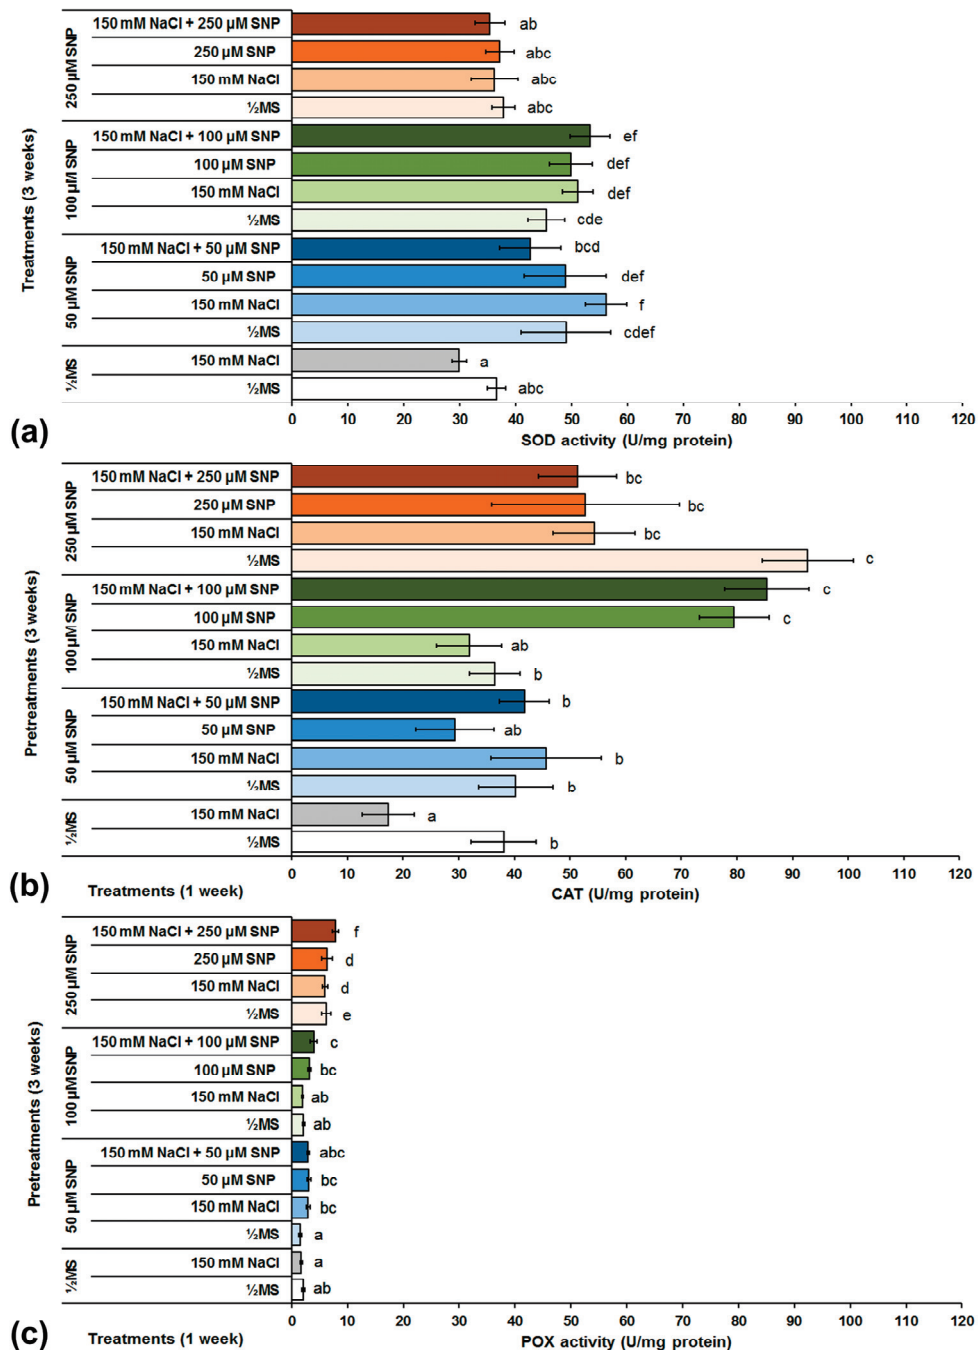 Treatments (3 weeks)
250 µM SNP
150 mM NaCl + 250 µM SNP ab
250 µM SNP abc
150 mM NaCl abc
½MS abc
100 µM SNP
150 mM NaCl + 100 µM SNP ef
100 µM SNP def
150 mM NaCl def
½MS cde
50 µM SNP
150 mM NaCl + 50 µM SNP bcd
50 µM SNP def
150 mM NaCl f
½MS cdef
½MS
150 mM NaCl a
½MS abc
0 10 20 30 40 50 60 70 80 90 100 110 120
(a) SOD activity (U/mg protein)
Pretreatments (3 weeks)
250 µM SNP
150 mM NaCl + 250 µM SNP bc
250 µM SNP bc
150 mM NaCl bc
½MS c
100 µM SNP
150 mM NaCl + 100 µM SNP c
100 µM SNP c
150 mM NaCl ab
½MS b
50 µM SNP
150 mM NaCl + 50 µM SNP b
50 µM SNP ab
150 mM NaCl b
½MS b
½MS
150 mM NaCl a
½MS b
0 10 20 30 40 50 60 70 80 90 100 110 120
(b) Treatments (1 week) CAT (U/mg protein)
Pretreatments (3 weeks)
250 µM SNP
150 mM NaCl + 250 µM SNP f
250 µM SNP d
150 mM NaCl d
½MS e
100 µM SNP
150 mM NaCl + 100 µM SNP c
100 µM SNP bc
150 mM NaCl ab
½MS ab
50 µM SNP
150 mM NaCl + 50 µM SNP abc
50 µM SNP bc
150 mM NaCl bc
½MS a
½MS
150 mM NaCl a
½MS ab
0 10 20 30 40 50 60 70 80 90 100 110 120
(c) Treatments (1 week) POX activity (U/mg protein)